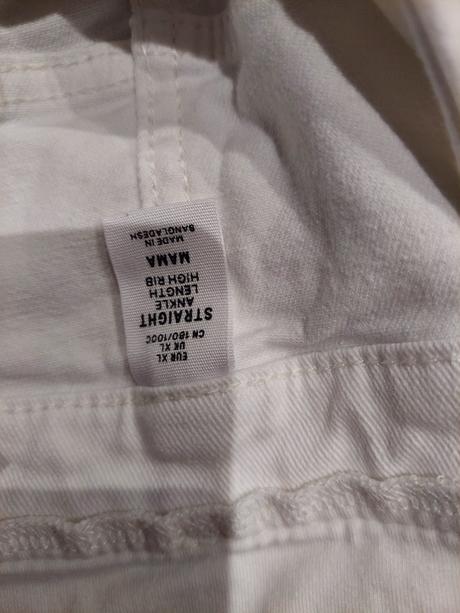 EUR XL
UK XL
CN 180/100C
STRAIGHT
ANKLE
LENGTH
HIGH RIB
MAMA
MADE IN
BANGLADESH